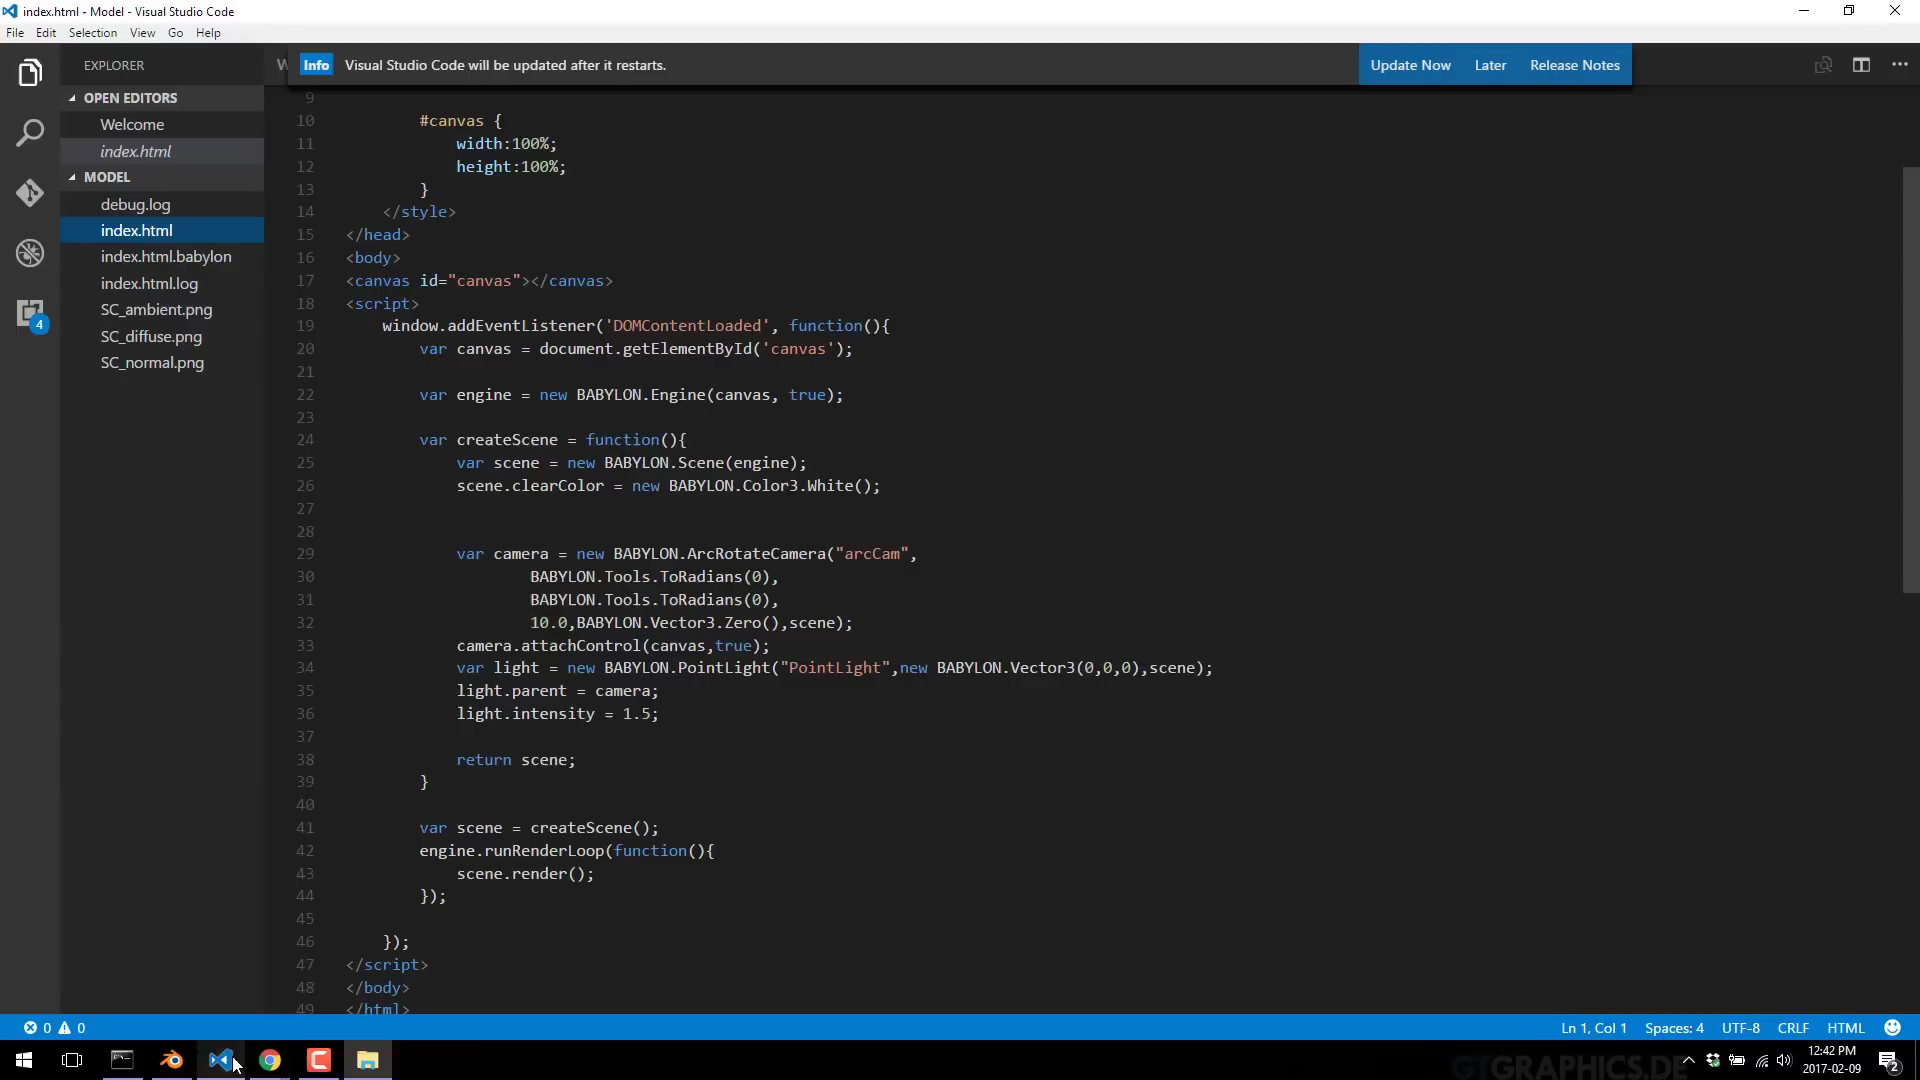 index.html - Model - Visual Studio Code
File Edit Selection View Go Help
EXPLORER
Info Visual Studio Code will be updated after it restarts.
Update Now Later Release Notes
OPEN EDITORS
Welcome
index.html
MODEL
debug.log
index.html
index.html.babylon
index.html.log
SC_ambient.png
SC_diffuse.png
SC_normal.png
4
9
10 #canvas {
11 width:100%;
12 height:100%;
13 }
14 </style>
15 </head>
16 <body>
17 <canvas id="canvas"></canvas>
18 <script>
19 window.addEventListener('DOMContentLoaded', function(){
20 var canvas = document.getElementById('canvas');
21
22 var engine = new BABYLON.Engine(canvas, true);
23
24 var createScene = function(){
25 var scene = new BABYLON.Scene(engine);
26 scene.clearColor = new BABYLON.Color3.White();
27
28
29 var camera = new BABYLON.ArcRotateCamera("arcCam",
30 BABYLON.Tools.ToRadians(0),
31 BABYLON.Tools.ToRadians(0),
32 10.0,BABYLON.Vector3.Zero(),scene);
33 camera.attachControl(canvas,true);
34 var light = new BABYLON.PointLight("PointLight",new BABYLON.Vector3(0,0,0),scene);
35 light.parent = camera;
36 light.intensity = 1.5;
37
38 return scene;
39 }
40
41 var scene = createScene();
42 engine.runRenderLoop(function(){
43 scene.render();
44 });
45
46 });
47 </script>
48 </body>
49 </html>
0 0
Ln 1, Col 1 Spaces: 4 UTF-8 CRLF HTML
GTGRAPHICS.DE
12:42 PM
2017-02-09
2